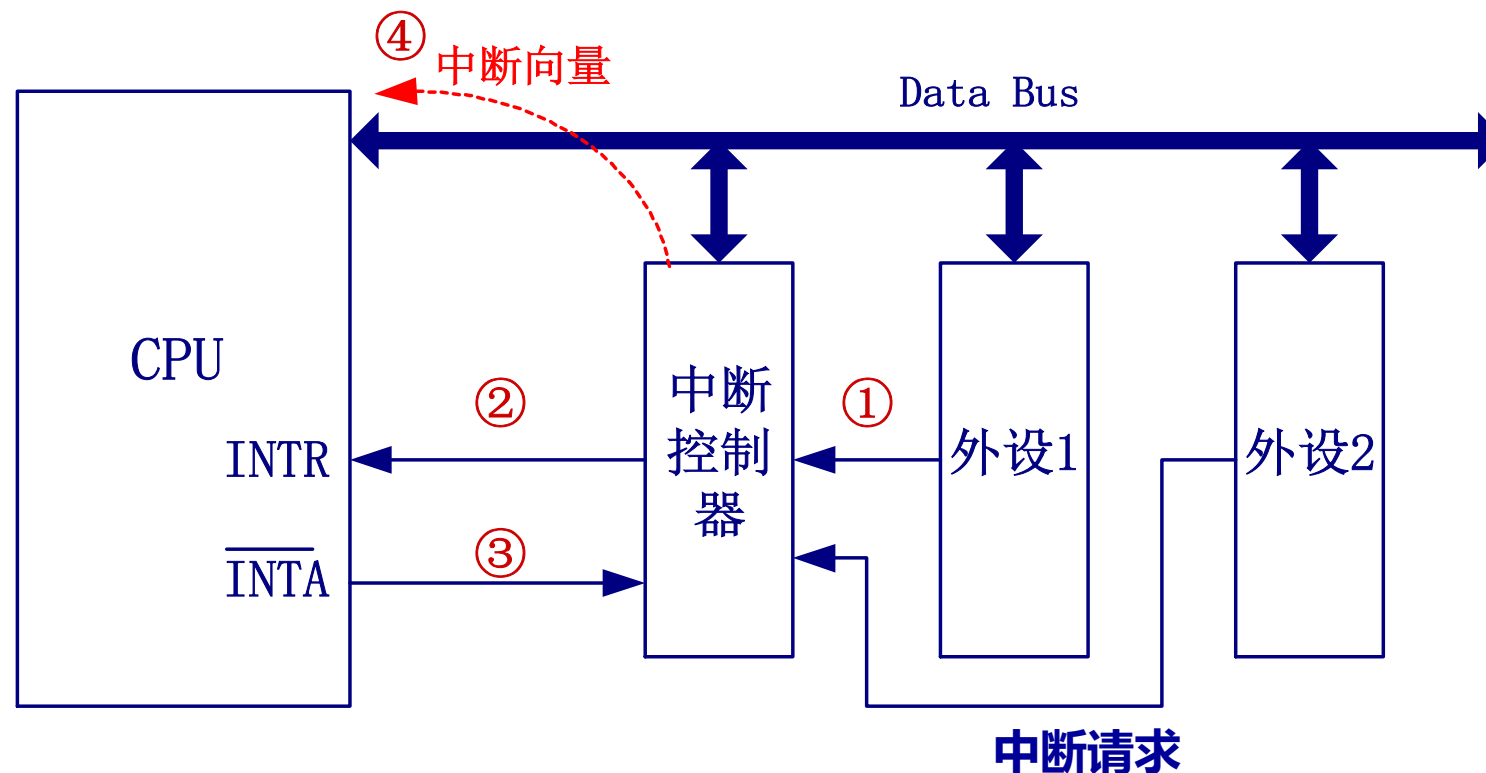 ④
中断向量
Data Bus
CPU
中断
控制
器
②
①
INTR
外设1
外设2
③
INTA
中断请求